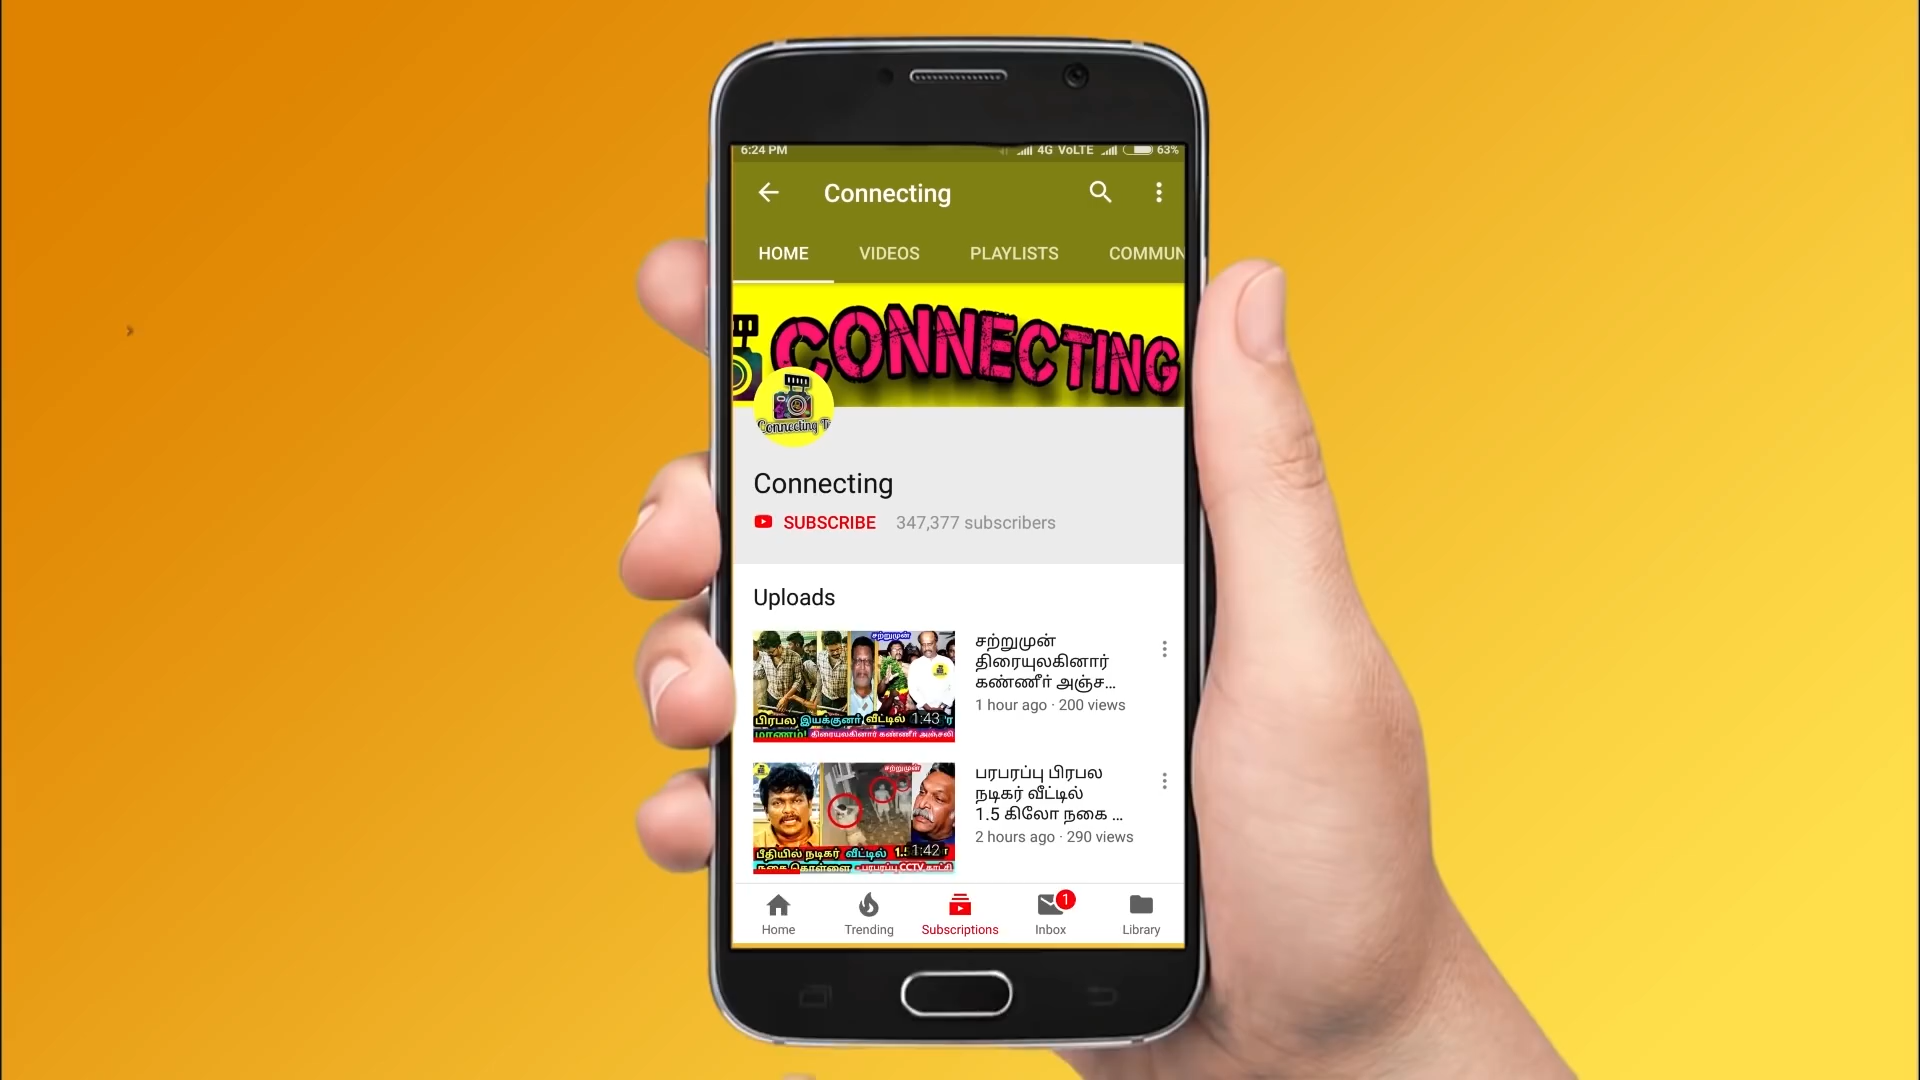 6:24 PM 4G VoLTE 63%
Connecting
HOME VIDEOS PLAYLISTS COMMUN
CONNECTING
Connecting
Connecting
SUBSCRIBE 347,377 subscribers
Uploads
சற்றுமுன்
பிரபல இயக்குனர் வீட்டில் 1:43
மரணம்! திரையுலகினர் கண்ணீர் அஞ்சலி
சற்றுமுன்
திரையுலகினார்
கண்ணீர் அஞ்ச...
1 hour ago · 200 views
சற்றுமுன்
பீதியில் நடிகர் வீட்டில் 1:42
நகை கொள்ளை - பரபரப்பு CCTV காட்சி
பரபரப்பு பிரபல
நடிகர் வீட்டில்
1.5 கிலோ நகை ...
2 hours ago · 290 views
1
Home Trending Subscriptions Inbox Library